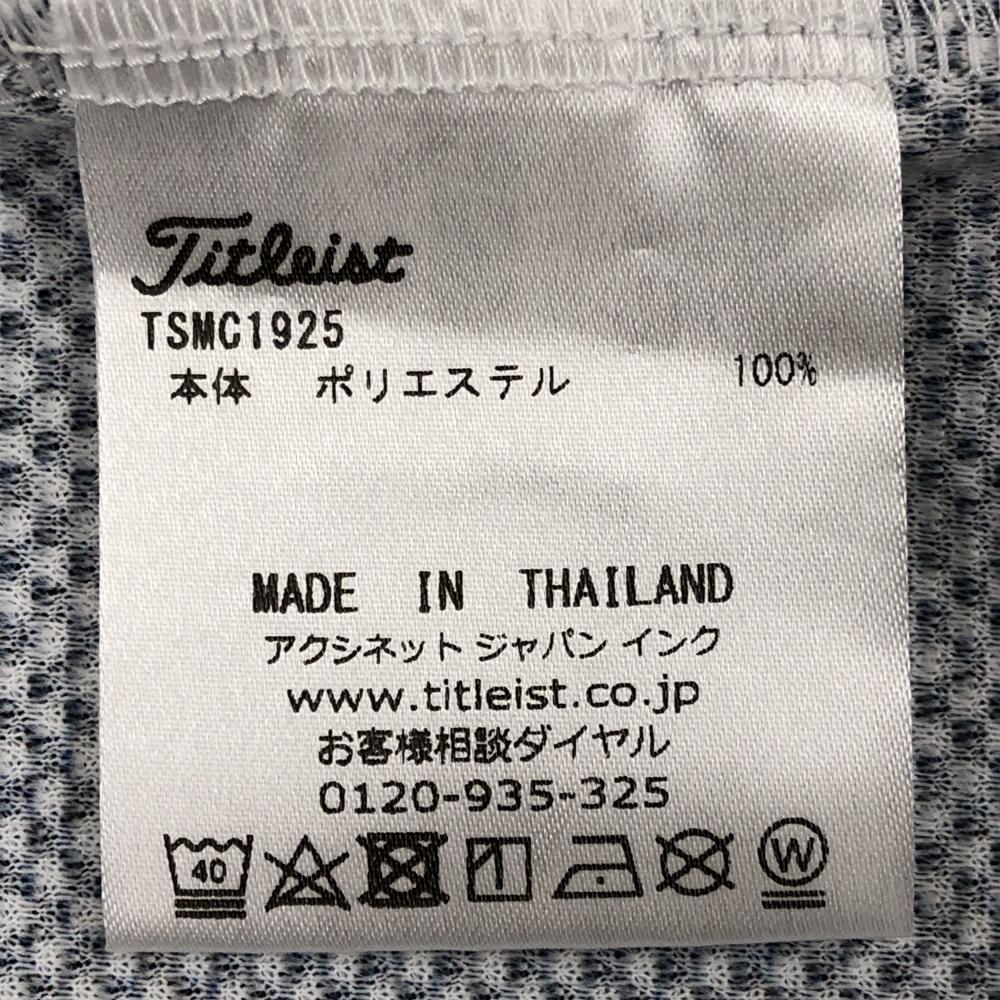 Titleist
TSMC1925
本体 ポリエステル 100%
MADE IN THAILAND
アクシネット ジャパン インク
www.titleist.co.jp
お客様相談ダイヤル
0120-935-325
40 W